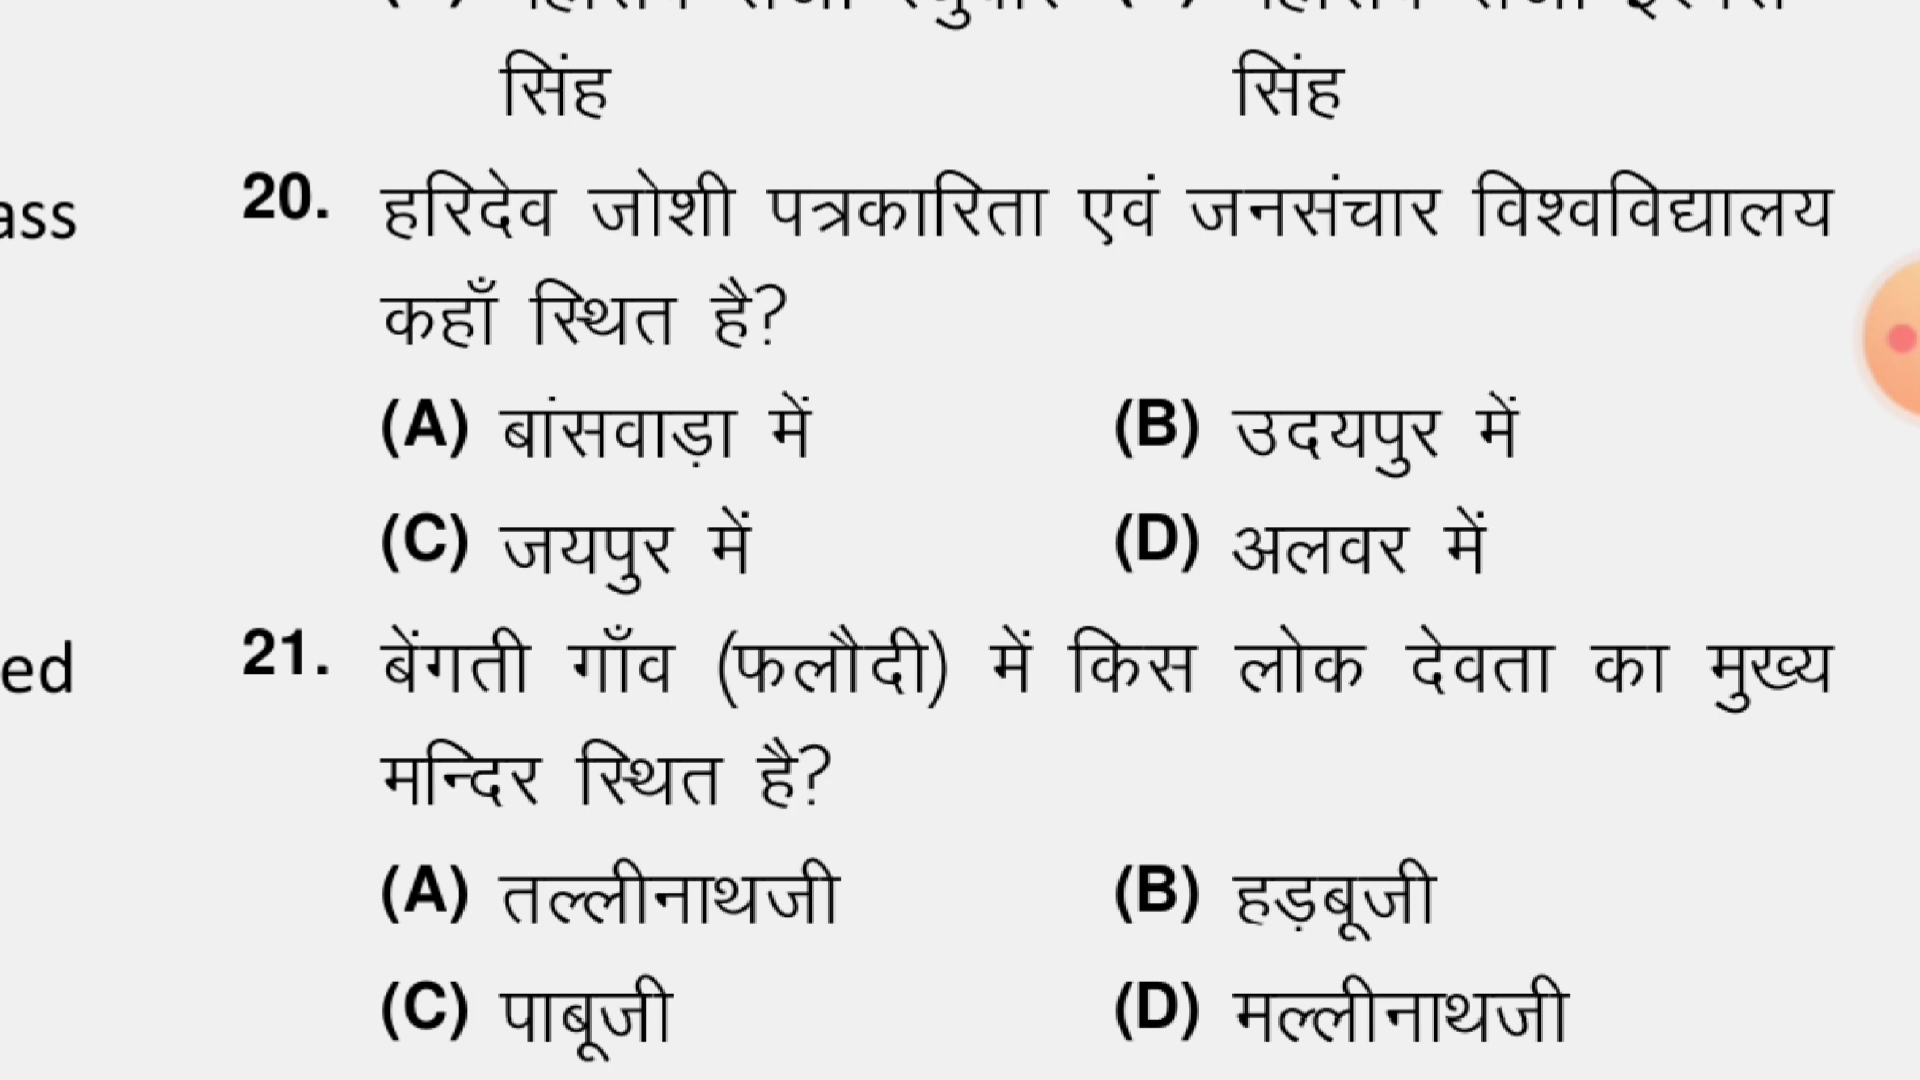 सिंह सिंह
ass 20. हरिदेव जोशी पत्रकारिता एवं जनसंचार विश्वविद्यालय
कहाँ स्थित है?
(A) बांसवाड़ा में (B) उदयपुर में
(C) जयपुर में (D) अलवर में
ed 21. बेंगती गाँव (फलौदी) में किस लोक देवता का मुख्य
मन्दिर स्थित है?
(A) तल्लीनाथजी (B) हड़बूजी
(C) पाबूजी (D) मल्लीनाथजी